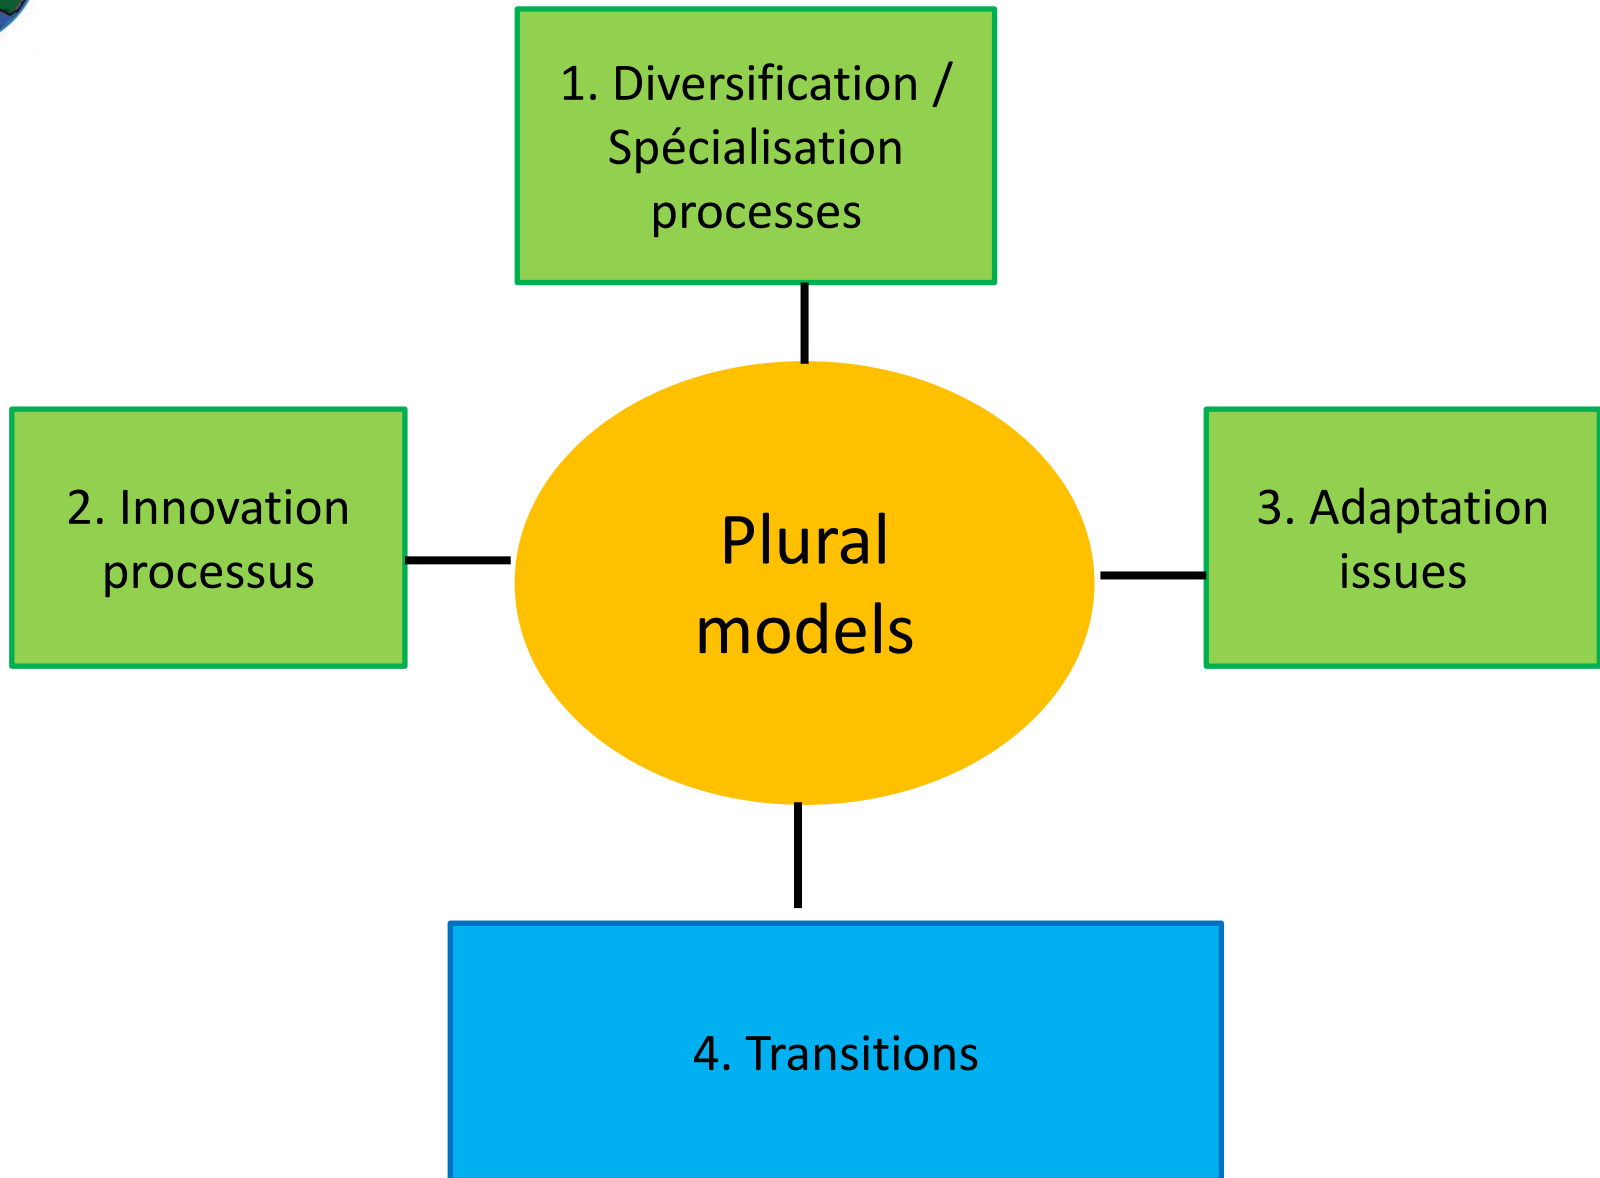 1. Diversification /
Spécialisation
processes
2. Innovation
processus
Plural
models
3. Adaptation
issues
4. Transitions